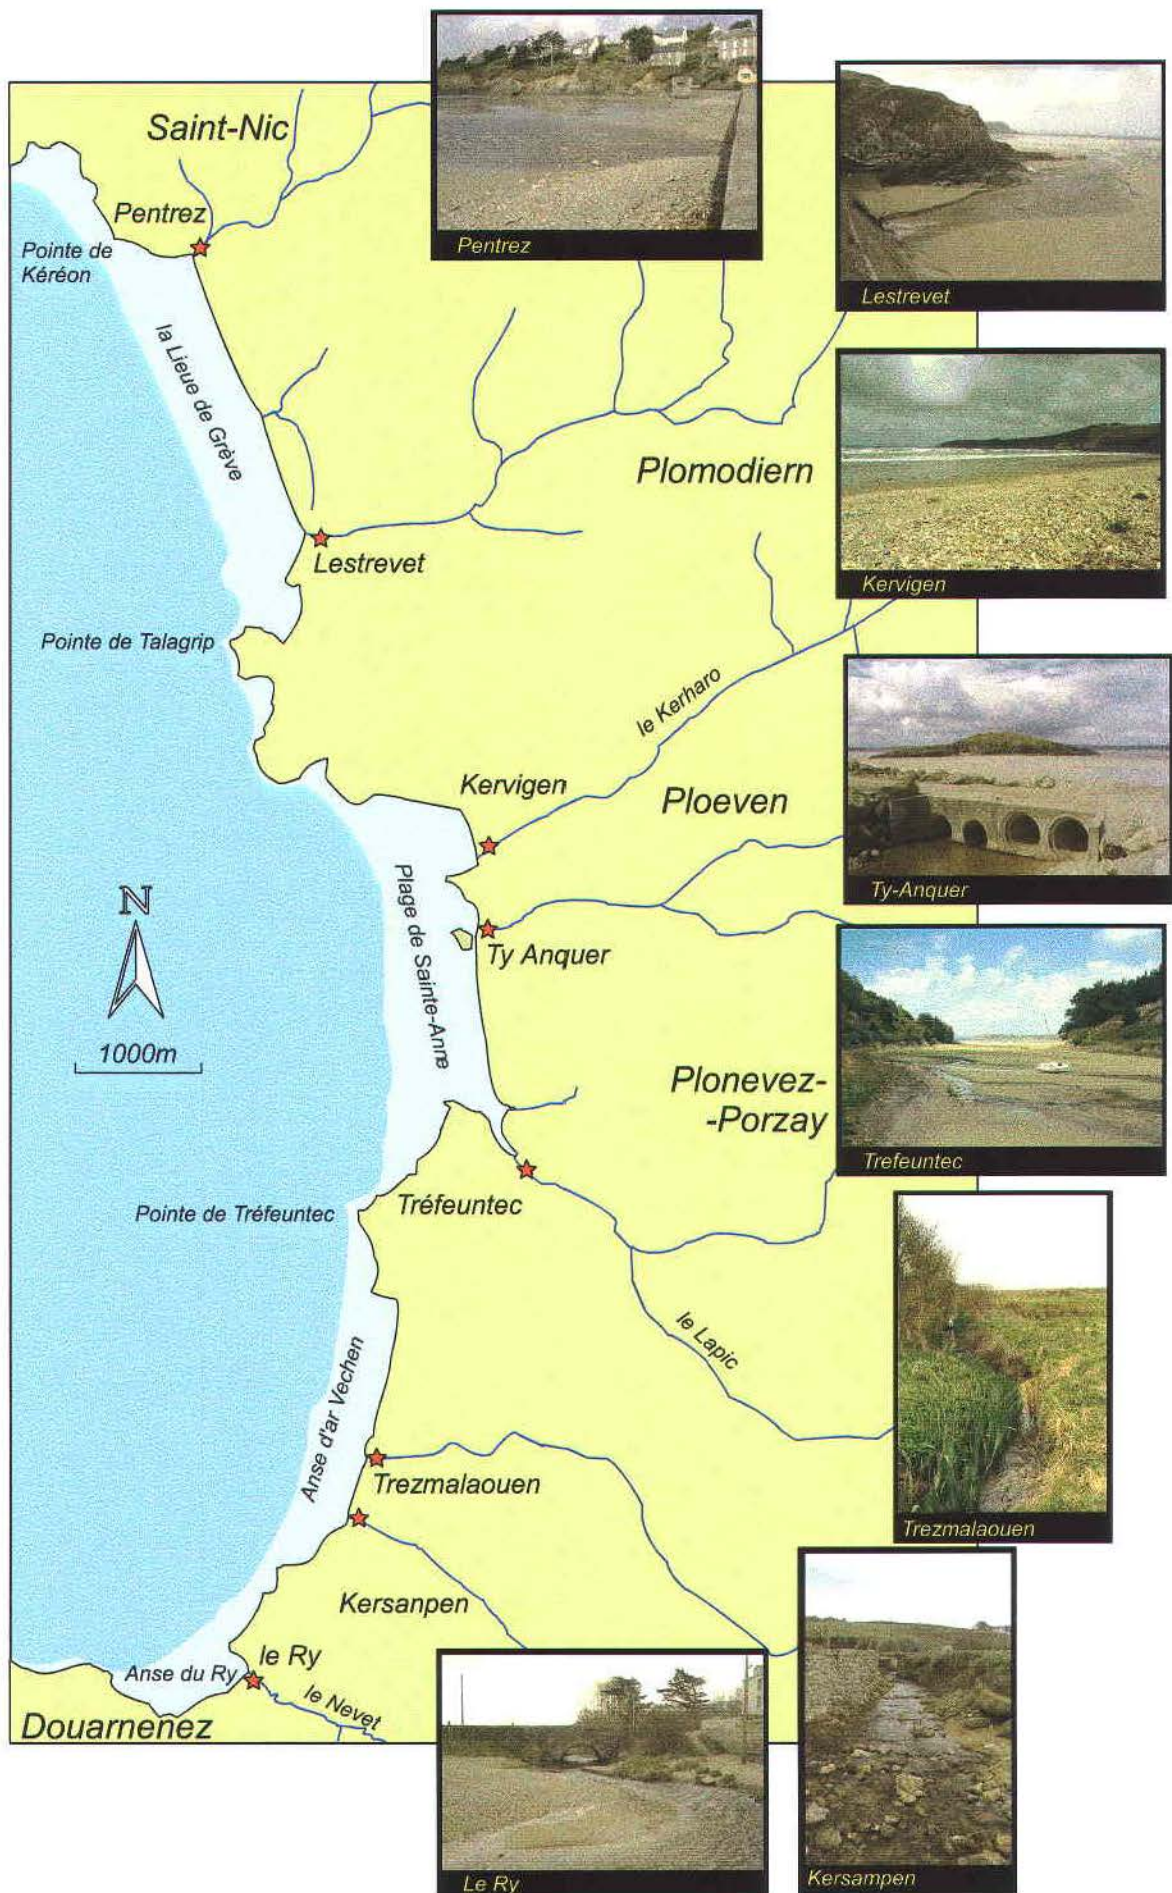 Saint-Nic
Pentrez
Pointe de
Kéréon
la Lieue de Grève
Pentrez
Lestrevet
Plomodiern
Lestrevet
Kervigen
Pointe de Talagrip
le Kerharo
Kervigen
Ploeven
Ty-Anquer
N
Plage de Sainte-Anne
Ty Anquer
1000m
Plonevez-
-Porzay
Trefeuntec
Pointe de Tréfeuntec
Tréfeuntec
le Lapic
Anse d'ar Vechen
Trezmalaouen
Trezmalaouen
Kersanpen
le Ry
Anse du Ry
le Nevet
Douarnenez
Le Ry
Kersampen